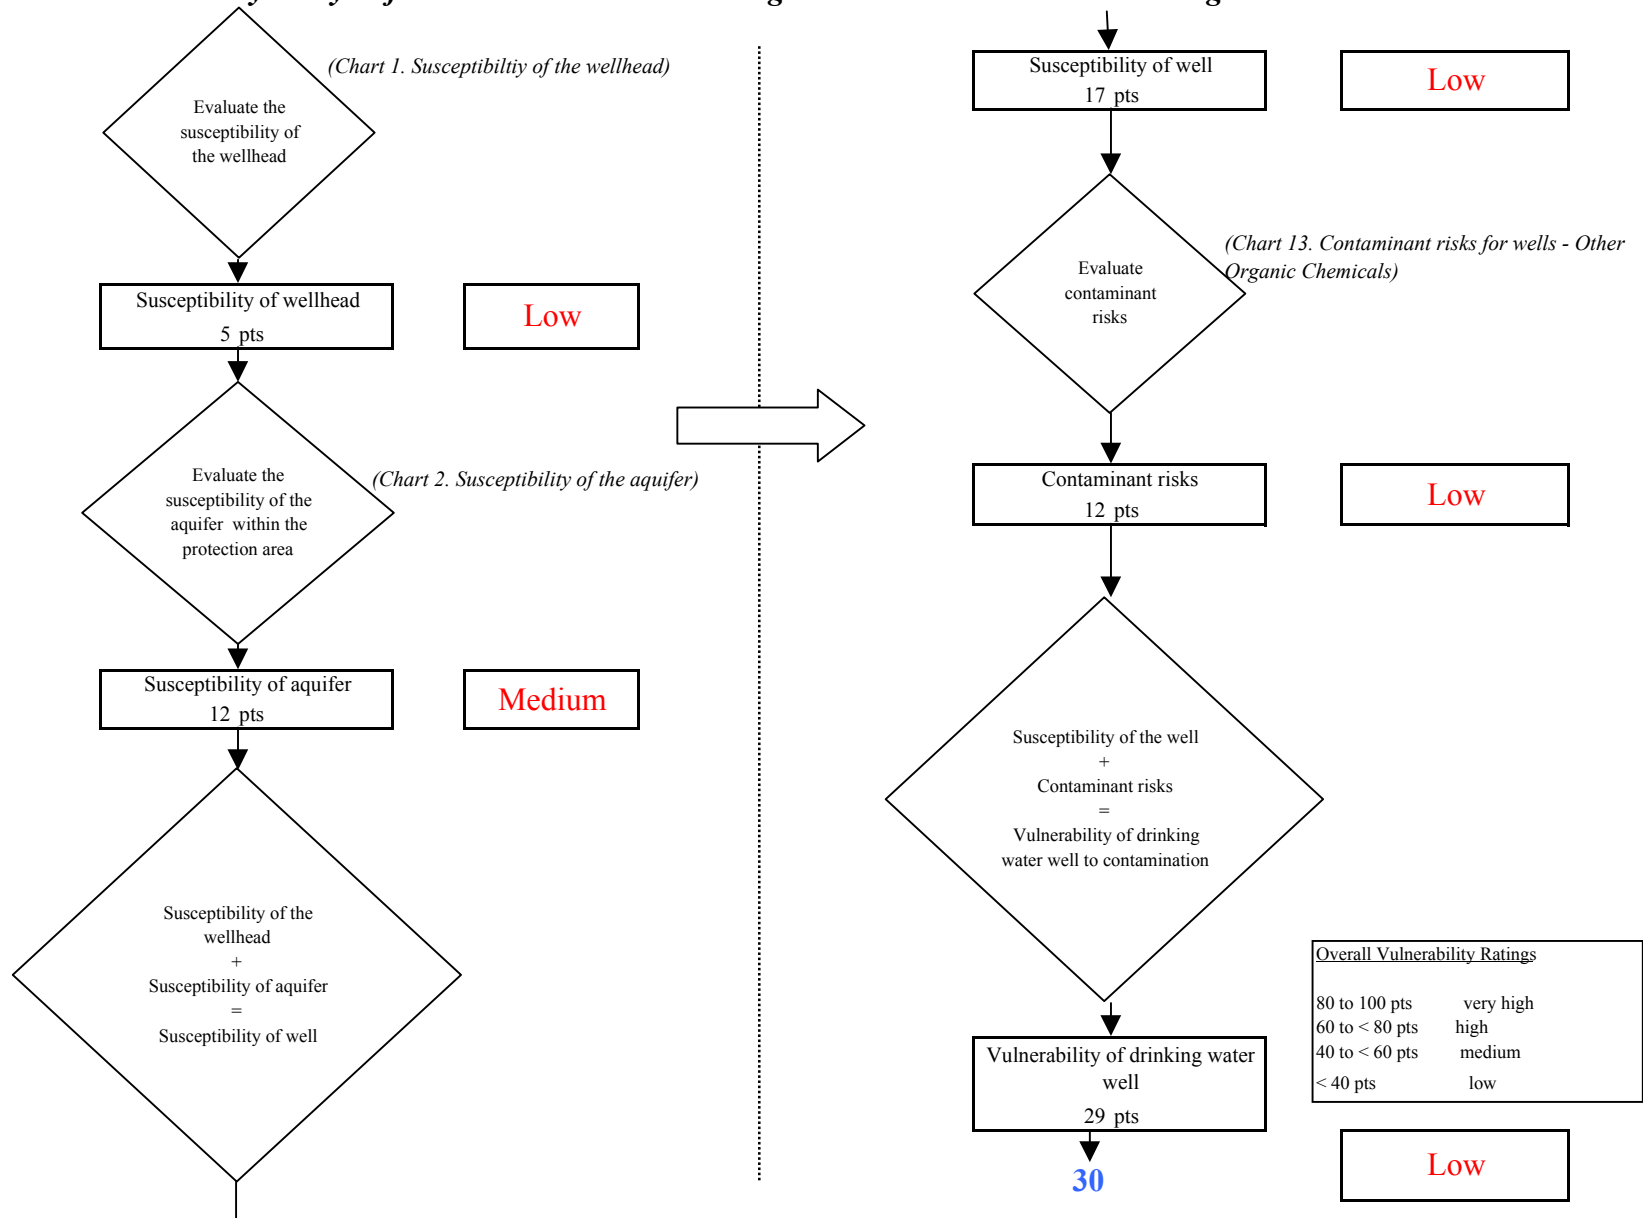 (Chart 1. Susceptibiltiy of the wellhead)
Evaluate the
susceptibility of
the wellhead
Susceptibility of wellhead
5 pts
Low
Evaluate the
susceptibility of the
aquifer within the
protection area
(Chart 2. Susceptibility of the aquifer)
Susceptibility of aquifer
12 pts
Medium
Susceptibility of the
wellhead
+
Susceptibility of aquifer
=
Susceptibility of well
Susceptibility of well
17 pts
Low
(Chart 13. Contaminant risks for wells - Other
Organic Chemicals)
Evaluate
contaminant
risks
Contaminant risks
12 pts
Low
Susceptibility of the well
+
Contaminant risks
=
Vulnerability of drinking
water well to contamination
Overall Vulnerability Ratings
80 to 100 pts very high
60 to < 80 pts high
40 to < 60 pts medium
< 40 pts low
Vulnerability of drinking water
well
29 pts
30
Low